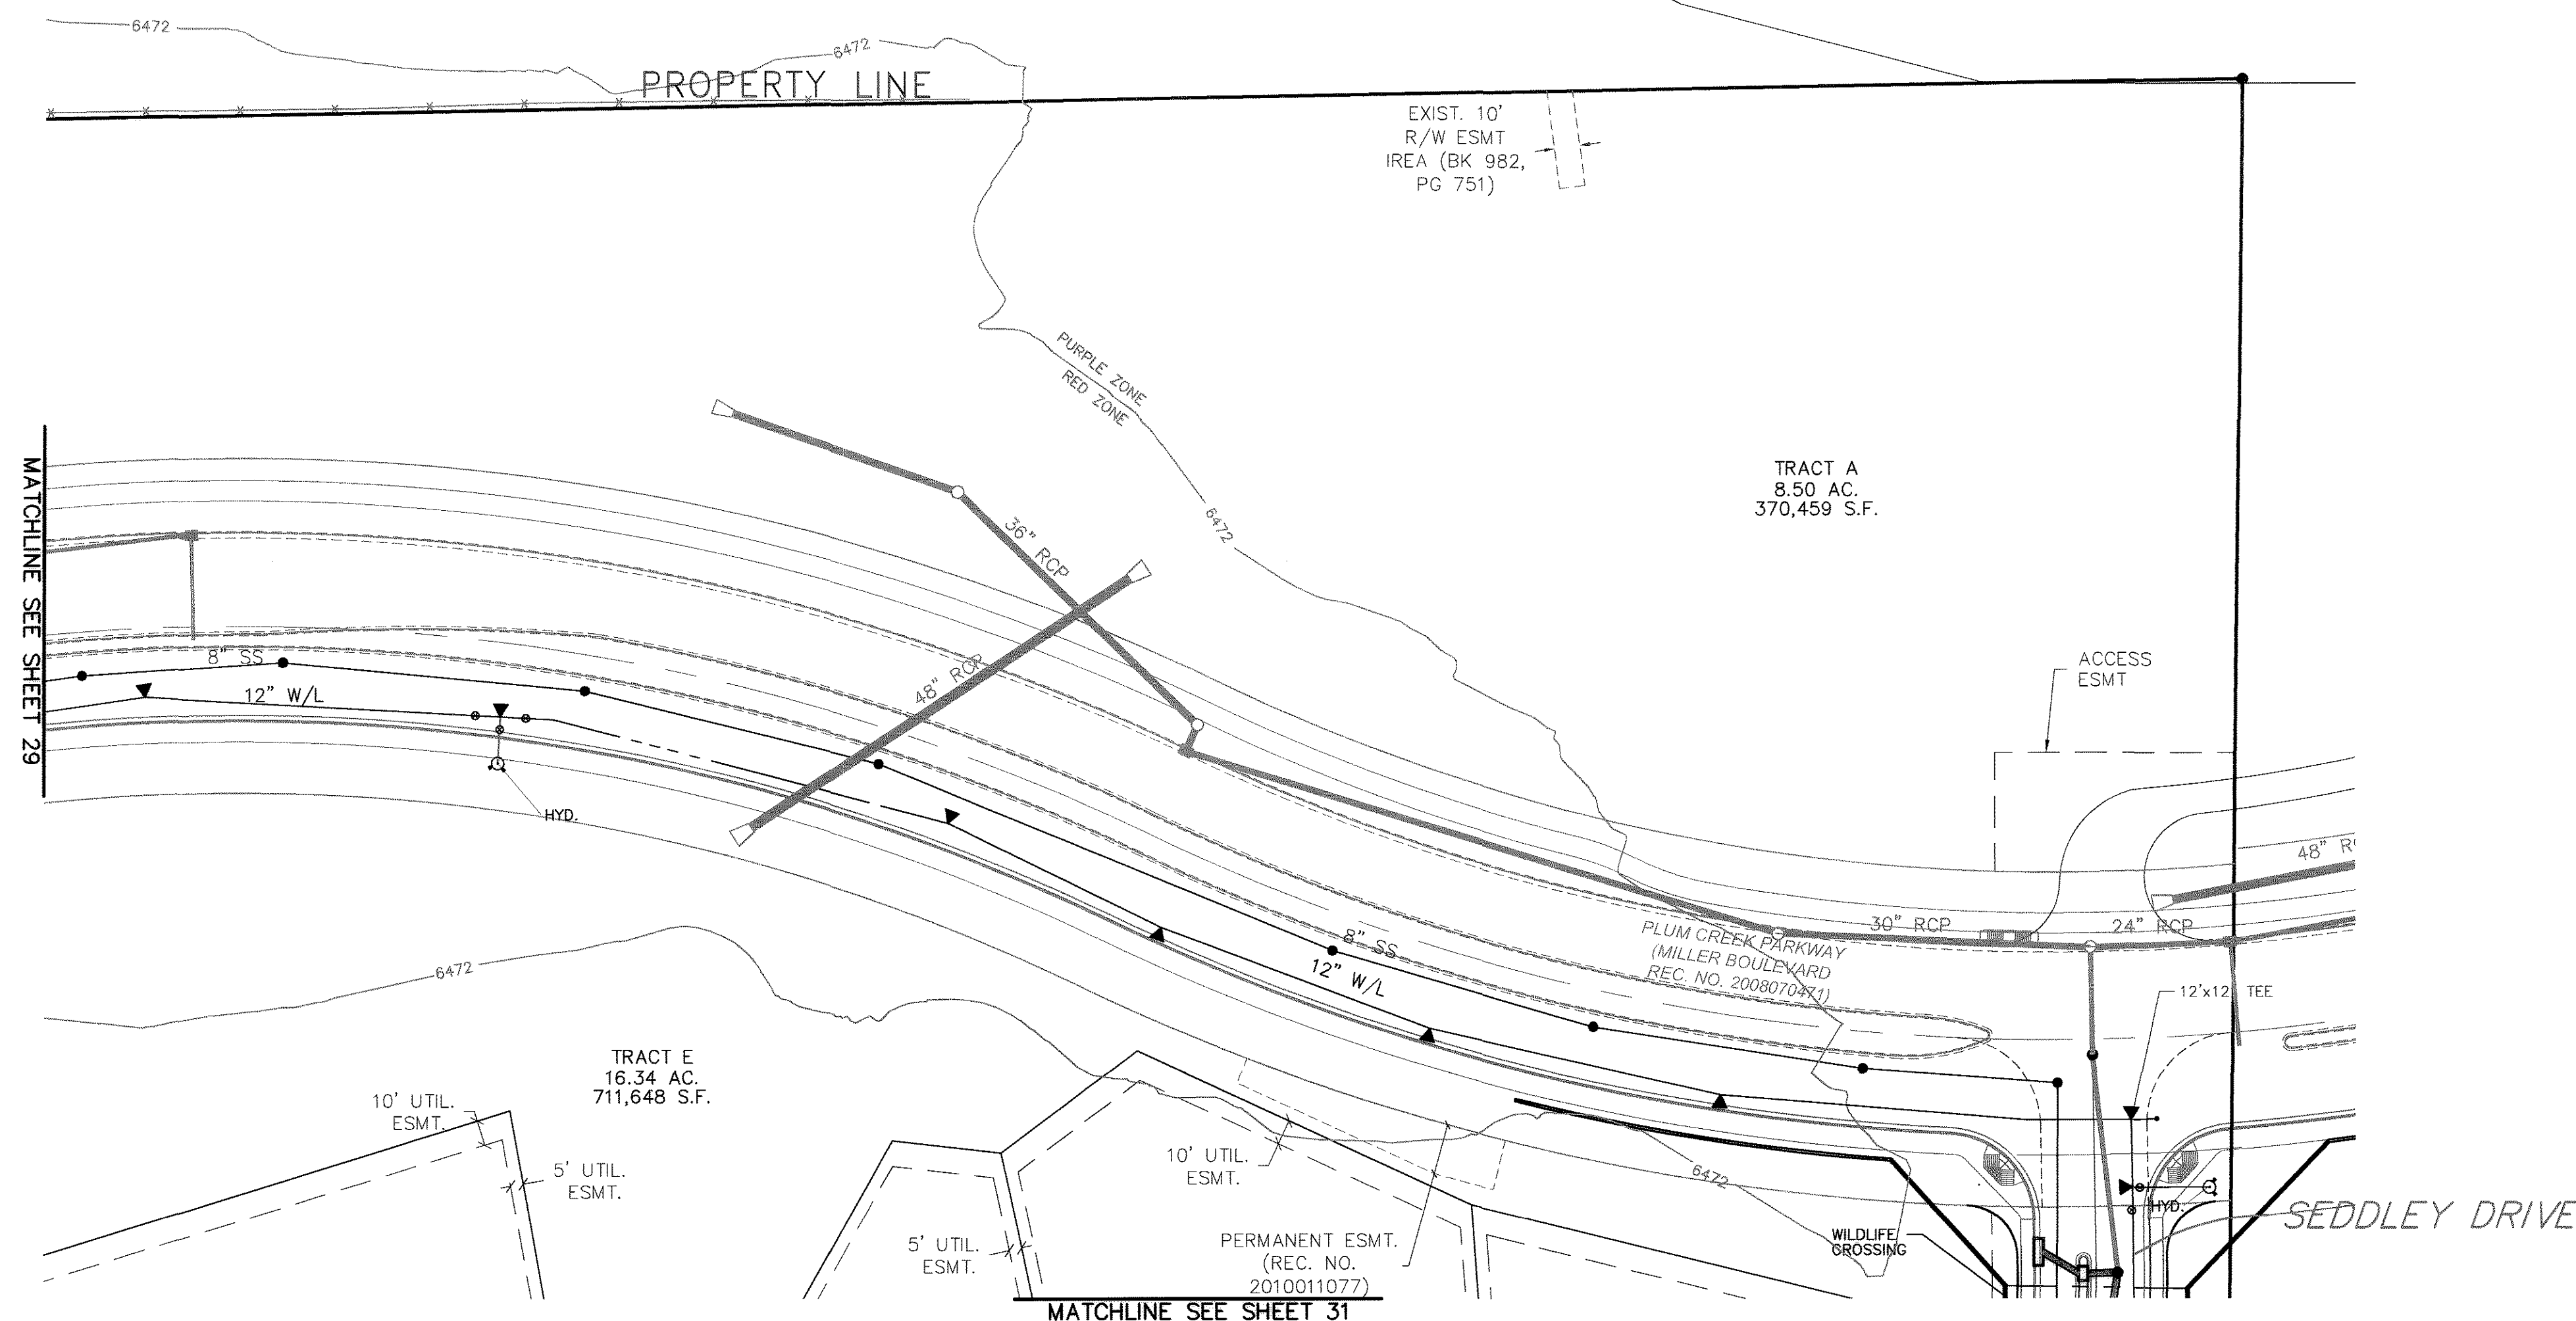 6472
6472
PROPERTY LINE
EXIST. 10'
R/W ESMT
IREA (BK 982,
PG 751)
PURPLE ZONE
RED ZONE
MATCHLINE SEE SHEET 29
36" RCP
6472
TRACT A
8.50 AC.
370,459 S.F.
8" SS
12" W/L
48" RCP
HYD.
ACCESS
ESMT
48"
30" RCP
24" RCP
PLUM CREEK PARKWAY
(MILLER BOULEVARD
REC. NO. 2008070471)
8" SS
12" W/L
6472
12'x12' TEE
TRACT E
16.34 AC.
711,648 S.F.
10' UTIL.
ESMT.
5' UTIL.
ESMT.
10' UTIL.
ESMT.
6472
HYD.
SEDDLEY DRIVE
5' UTIL.
ESMT.
PERMANENT ESMT.
(REC. NO.
2010011077)
WILDLIFE
CROSSING
MATCHLINE SEE SHEET 31